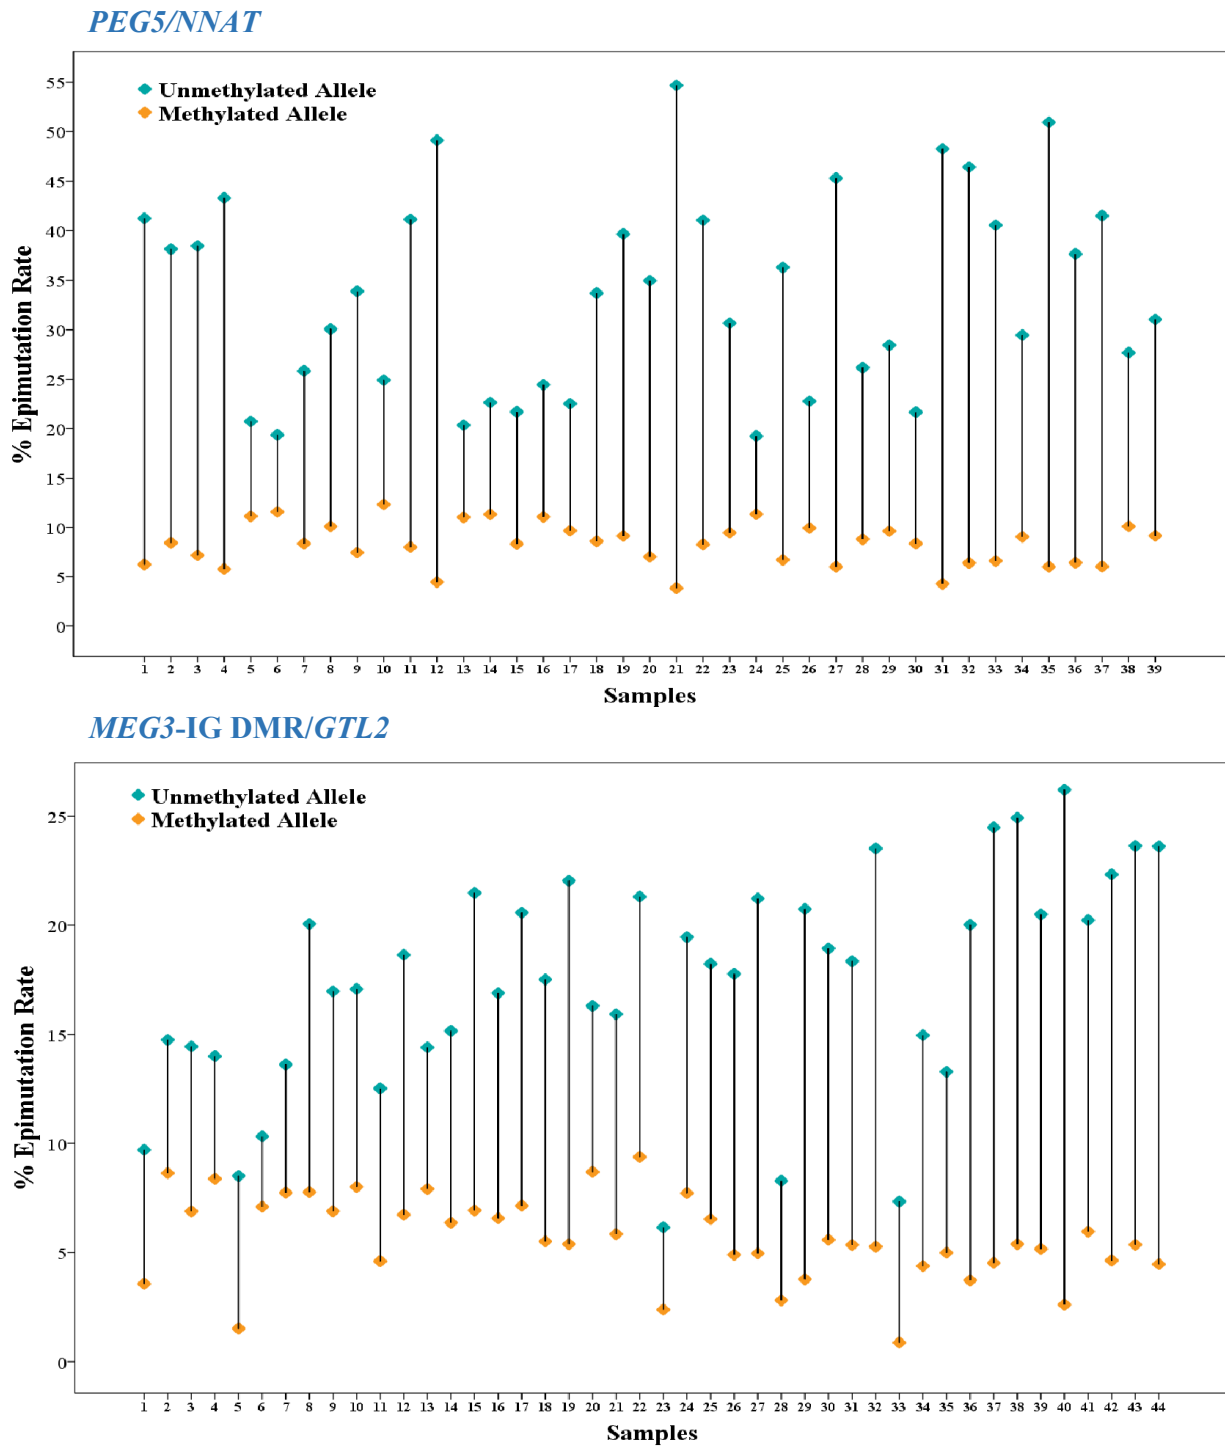 PEG5/NNAT
Unmethylated Allele
Methylated Allele
% Epimutation Rate
55
50
45
40
35
30
25
20
15
10
5
0
1 2 3 4 5 6 7 8 9 10 11 12 13 14 15 16 17 18 19 20 21 22 23 24 25 26 27 28 29 30 31 32 33 34 35 36 37 38 39
Samples
MEG3-IG DMR/GTL2
Unmethylated Allele
Methylated Allele
% Epimutation Rate
25
20
15
10
5
0
1 2 3 4 5 6 7 8 9 10 11 12 13 14 15 16 17 18 19 20 21 22 23 24 25 26 27 28 29 30 31 32 33 34 35 36 37 38 39 40 41 42 43 44
Samples